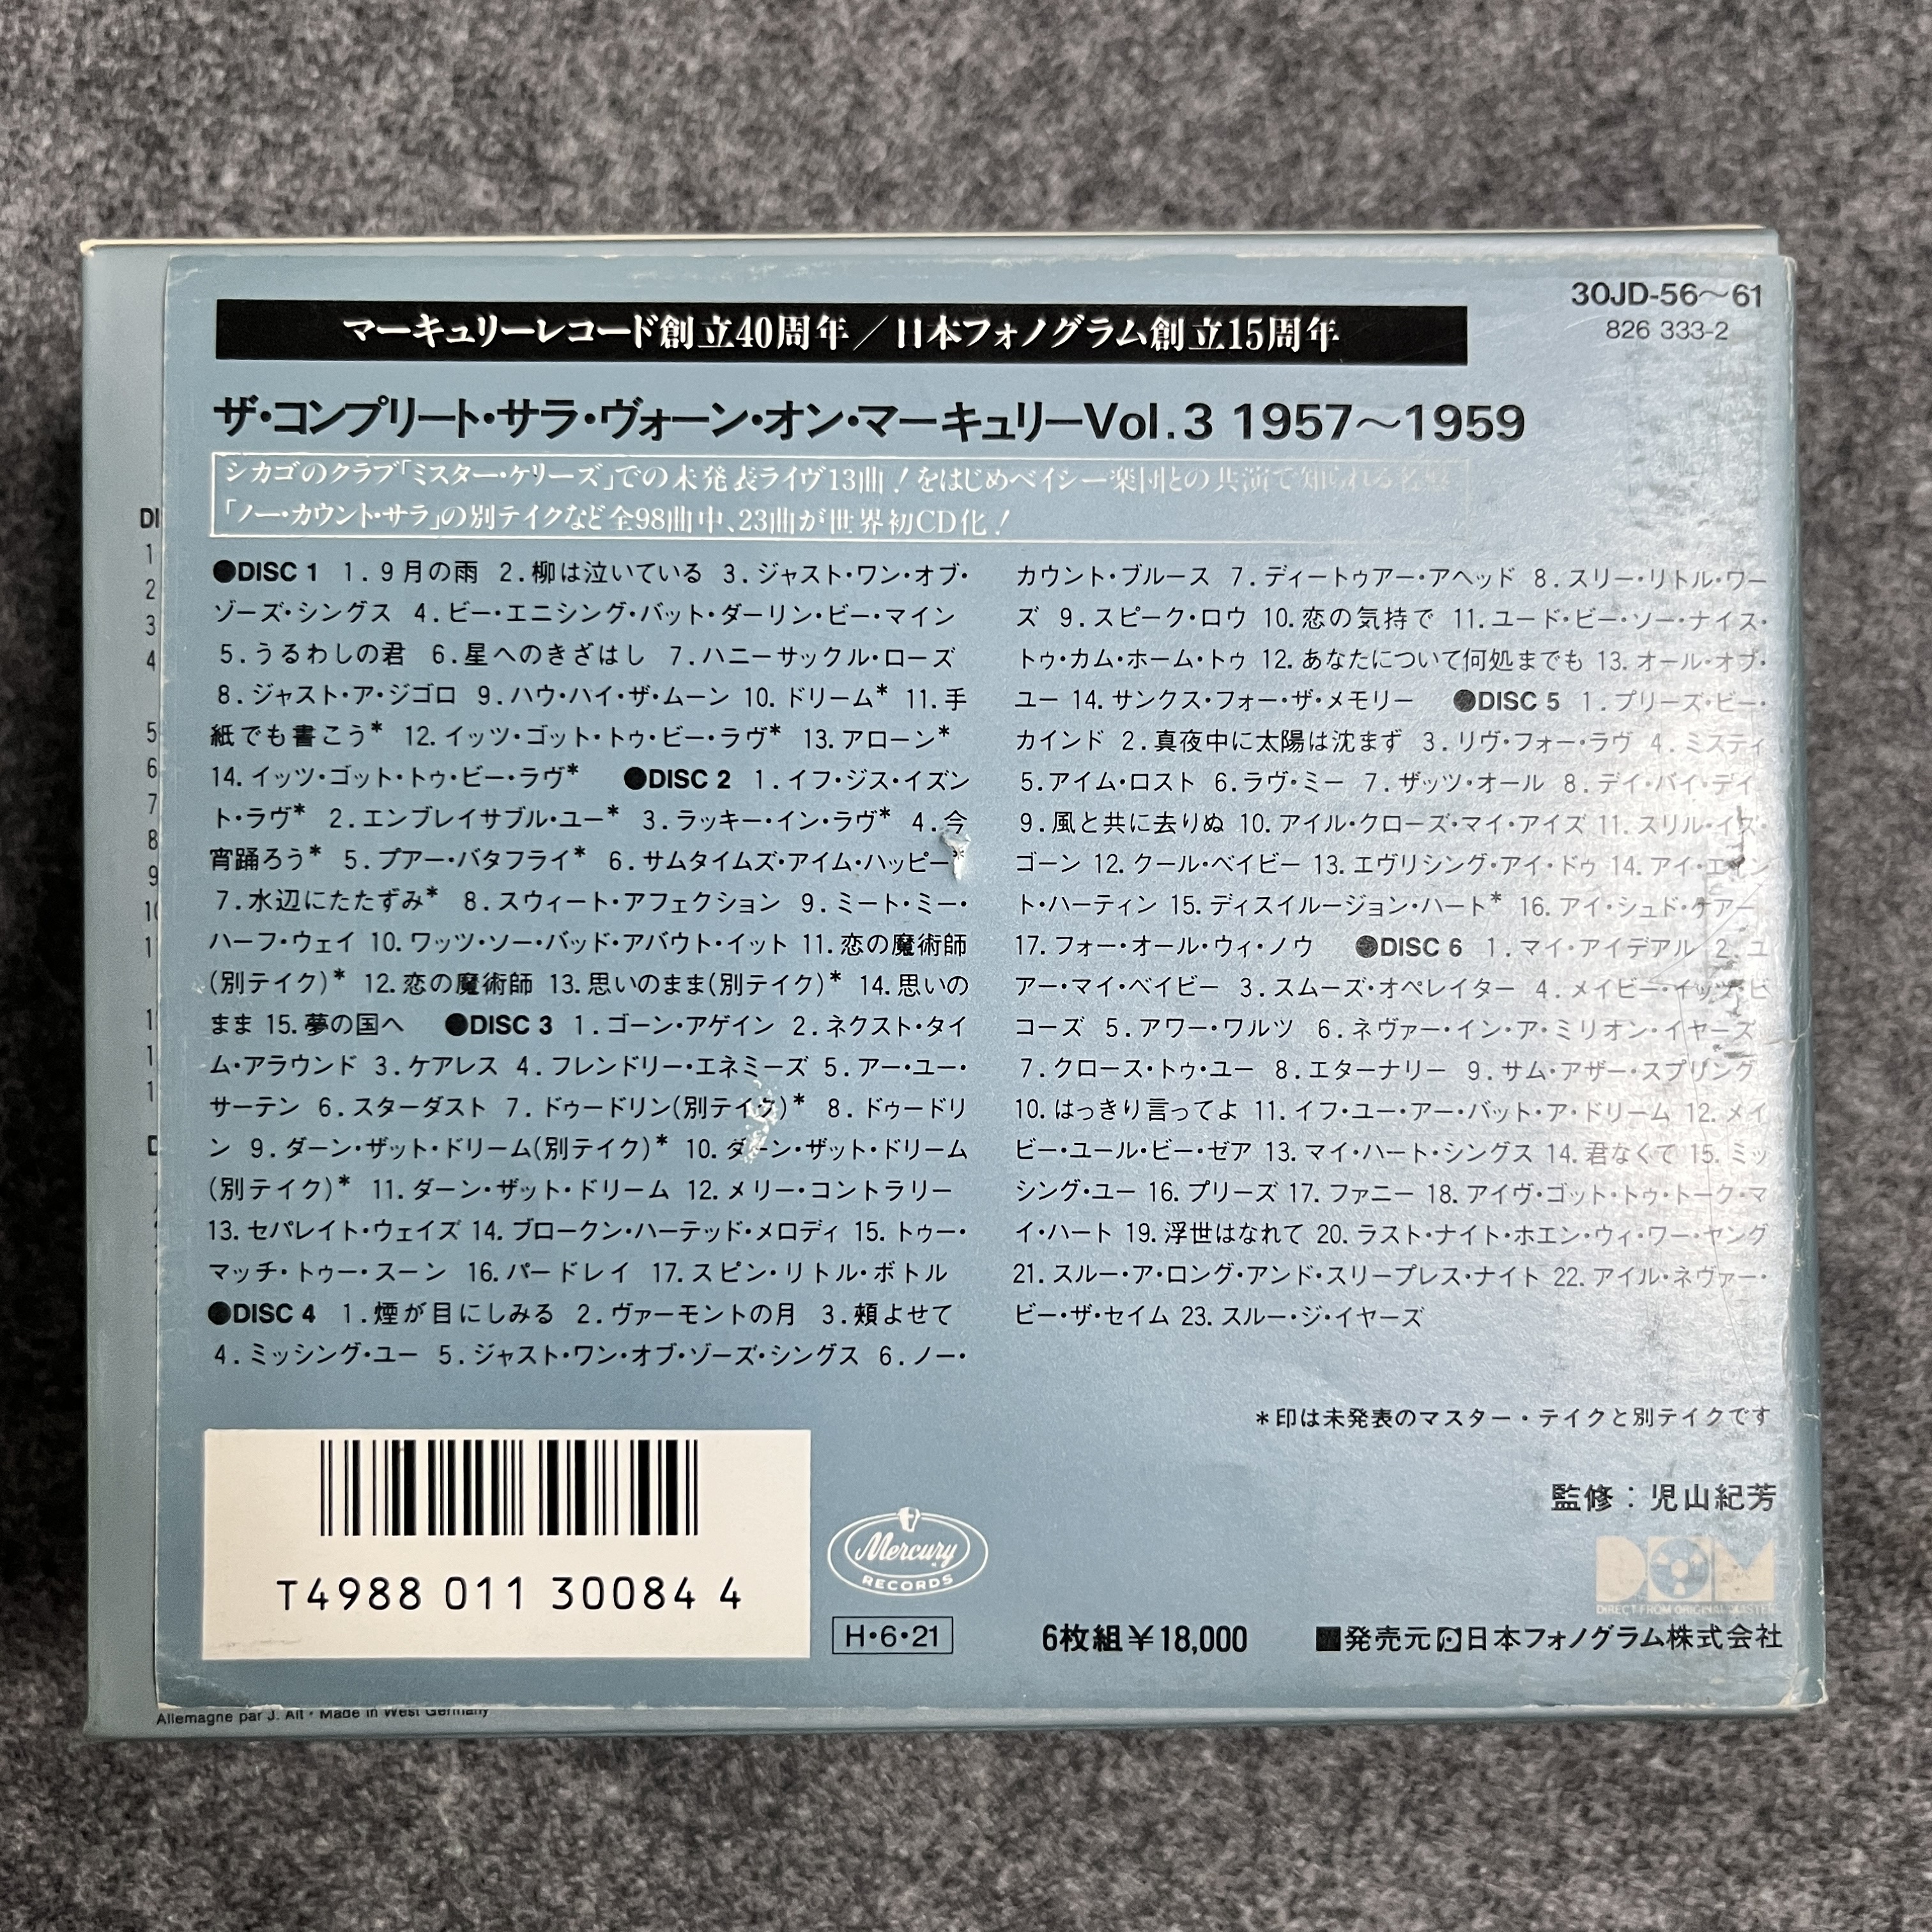 30JD-56〜61
826 333-2
マーキュリーレコード創立40周年／日本フォノグラム創立15周年
ザ・コンプリート・サラ・ヴォーン・オン・マーキュリーVol.3 1957〜1959
シカゴのクラブ「ミスター・ケリーズ」での未発表ライヴ13曲！をはじめベイシー楽団との共演で知られる名盤
「ノー・カウント・サラ」の別テイクなど全98曲中、23曲が世界初CD化！
●DISC 1 1.9月の雨 2.柳は泣いている 3.ジャスト・ワン・オブ・
ゾーズ・シングス 4.ビー・エニシング・バット・ダーリン・ビー・マイン
5.うるわしの君 6.星へのきざはし 7.ハニーサックル・ローズ
8.ジャスト・ア・ジゴロ 9.ハウ・ハイ・ザ・ムーン 10.ドリーム* 11.手
紙でも書こう* 12.イッツ・ゴット・トゥ・ビー・ラヴ* 13.アローン*
14.イッツ・ゴット・トゥ・ビー・ラヴ* ●DISC 2 1.イフ・ジス・イズン
ト・ラヴ* 2.エンブレイサブル・ユー* 3.ラッキー・イン・ラヴ* 4.今
宵踊ろう* 5.プアー・バタフライ* 6.サムタイムズ・アイム・ハッピー*
7.水辺にたたずみ* 8.スウィート・アフェクション 9.ミート・ミー・
ハーフ・ウェイ 10.ワッツ・ソー・バッド・アバウト・イット 11.恋の魔術師
(別テイク)* 12.恋の魔術師 13.思いのまま(別テイク)* 14.思いの
まま 15.夢の国へ ●DISC 3 1.ゴーン・アゲイン 2.ネクスト・タイ
ム・アラウンド 3.ケアレス 4.フレンドリー・エネミーズ 5.アー・ユー・
サーテン 6.スターダスト 7.ドゥードリン(別テイク)* 8.ドゥードリ
ン 9.ダーン・ザット・ドリーム(別テイク)* 10.ダーン・ザット・ドリーム
(別テイク)* 11.ダーン・ザット・ドリーム 12.メリー・コントラリー
13.セパレイト・ウェイズ 14.ブロークン・ハーテッド・メロディ 15.トゥー・
マッチ・トゥー・スーン 16.パードレイ 17.スピン・リトル・ボトル
●DISC 4 1.煙が目にしみる 2.ヴァーモントの月 3.頬よせて
4.ミッシング・ユー 5.ジャスト・ワン・オブ・ゾーズ・シングス 6.ノー・
カウント・ブルース 7.ディートゥアー・アヘッド 8.スリー・リトル・ワー
ズ 9.スピーク・ロウ 10.恋の気持で 11.ユード・ビー・ソー・ナイス・
トゥ・カム・ホーム・トゥ 12.あなたについて何処までも 13.オール・オブ・
ユー 14.サンクス・フォー・ザ・メモリー ●DISC 5 1.プリーズ・ビー・
カインド 2.真夜中に太陽は沈まず 3.リヴ・フォー・ラヴ 4.ミスティ
5.アイム・ロスト 6.ラヴ・ミー 7.ザッツ・オール 8.デイ・バイ・デイ
9.風と共に去りぬ 10.アイル・クローズ・マイ・アイズ 11.スリル・イズ・
ゴーン 12.クール・ベイビー 13.エヴリシング・アイ・ドゥ 14.アイ・エイン
ト・ハーティン 15.ディスイルージョン・ハート* 16.アイ・シュド・ケアー
17.フォー・オール・ウィ・ノウ ●DISC 6 1.マイ・アイデアル 2.ユ
アー・マイ・ベイビー 3.スムーズ・オペレイター 4.メイビー・イッツ・ビ
コーズ 5.アワー・ワルツ 6.ネヴァー・イン・ア・ミリオン・イヤーズ
7.クロース・トゥ・ユー 8.エターナリー 9.サム・アザー・スプリング
10.はっきり言ってよ 11.イフ・ユー・アー・バット・ア・ドリーム 12.メイ
ビー・ユール・ビー・ゼア 13.マイ・ハート・シングス 14.君なくて 15.ミッ
シング・ユー 16.プリーズ 17.ファニー 18.アイヴ・ゴット・トゥ・トーク・マ
イ・ハート 19.浮世はなれて 20.ラスト・ナイト・ホエン・ウィ・ワー・ヤング
21.スルー・ア・ロング・アンド・スリープレス・ナイト 22.アイル・ネヴァー・
ビー・ザ・セイム 23.スルー・ジ・イヤーズ
*印は未発表のマスター・テイクと別テイクです
監修：児山紀芳
DOM
DIRECT FROM ORIGINAL MASTER
T4988 011 30084 4
Mercury
RECORDS
H・6・21
6枚組￥18,000
■発売元 日本フォノグラム株式会社
Allemagne par J. Alt・Made in West Germany